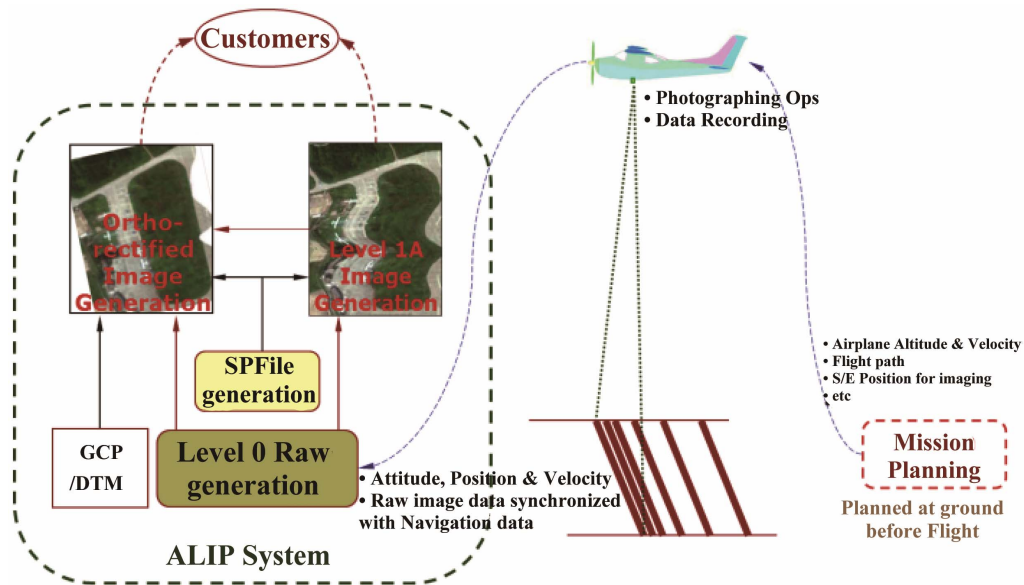 Customers
• Photographing Ops
• Data Recording
Ortho-
rectified
Image
Generation
Level 1A
Image
Generation
SPFile
generation
• Airplane Altitude & Velocity
• Flight path
• S/E Position for imaging
• etc
GCP
/DTM
Level 0 Raw
generation
• Attitude, Position & Velocity
• Raw image data synchronized
with Navigation data
Mission
Planning
Planned at ground
before Flight
ALIP System